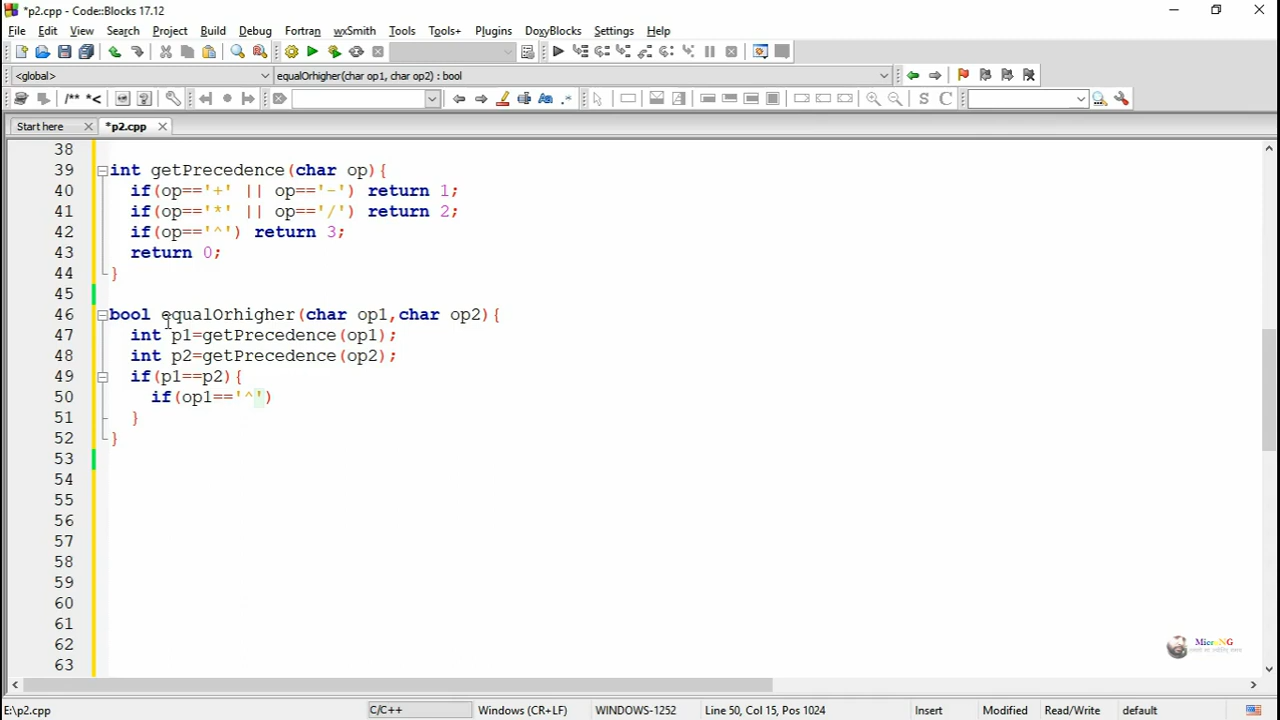 *p2.cpp - Code::Blocks 17.12
File Edit View Search Project Build Debug Fortran wxSmith Tools Tools+ Plugins DoxyBlocks Settings Help
<global> equalOrhigher(char op1, char op2) : bool
/** *< Aa .* S C
Start here *p2.cpp
38
39 int getPrecedence(char op){
40 if(op=='+' || op=='-') return 1;
41 if(op=='*' || op=='/') return 2;
42 if(op=='^') return 3;
43 return 0;
44 }
45
46 bool equalOrhigher(char op1,char op2){
47 int p1=getPrecedence(op1);
48 int p2=getPrecedence(op2);
49 if(p1==p2){
50 if(op1=='^')
51 }
52 }
53
54
55
56
57
58
59
60
61
62
63
MicroNG
E:\p2.cpp C/C++ Windows (CR+LF) WINDOWS-1252 Line 50, Col 15, Pos 1024 Insert Modified Read/Write default